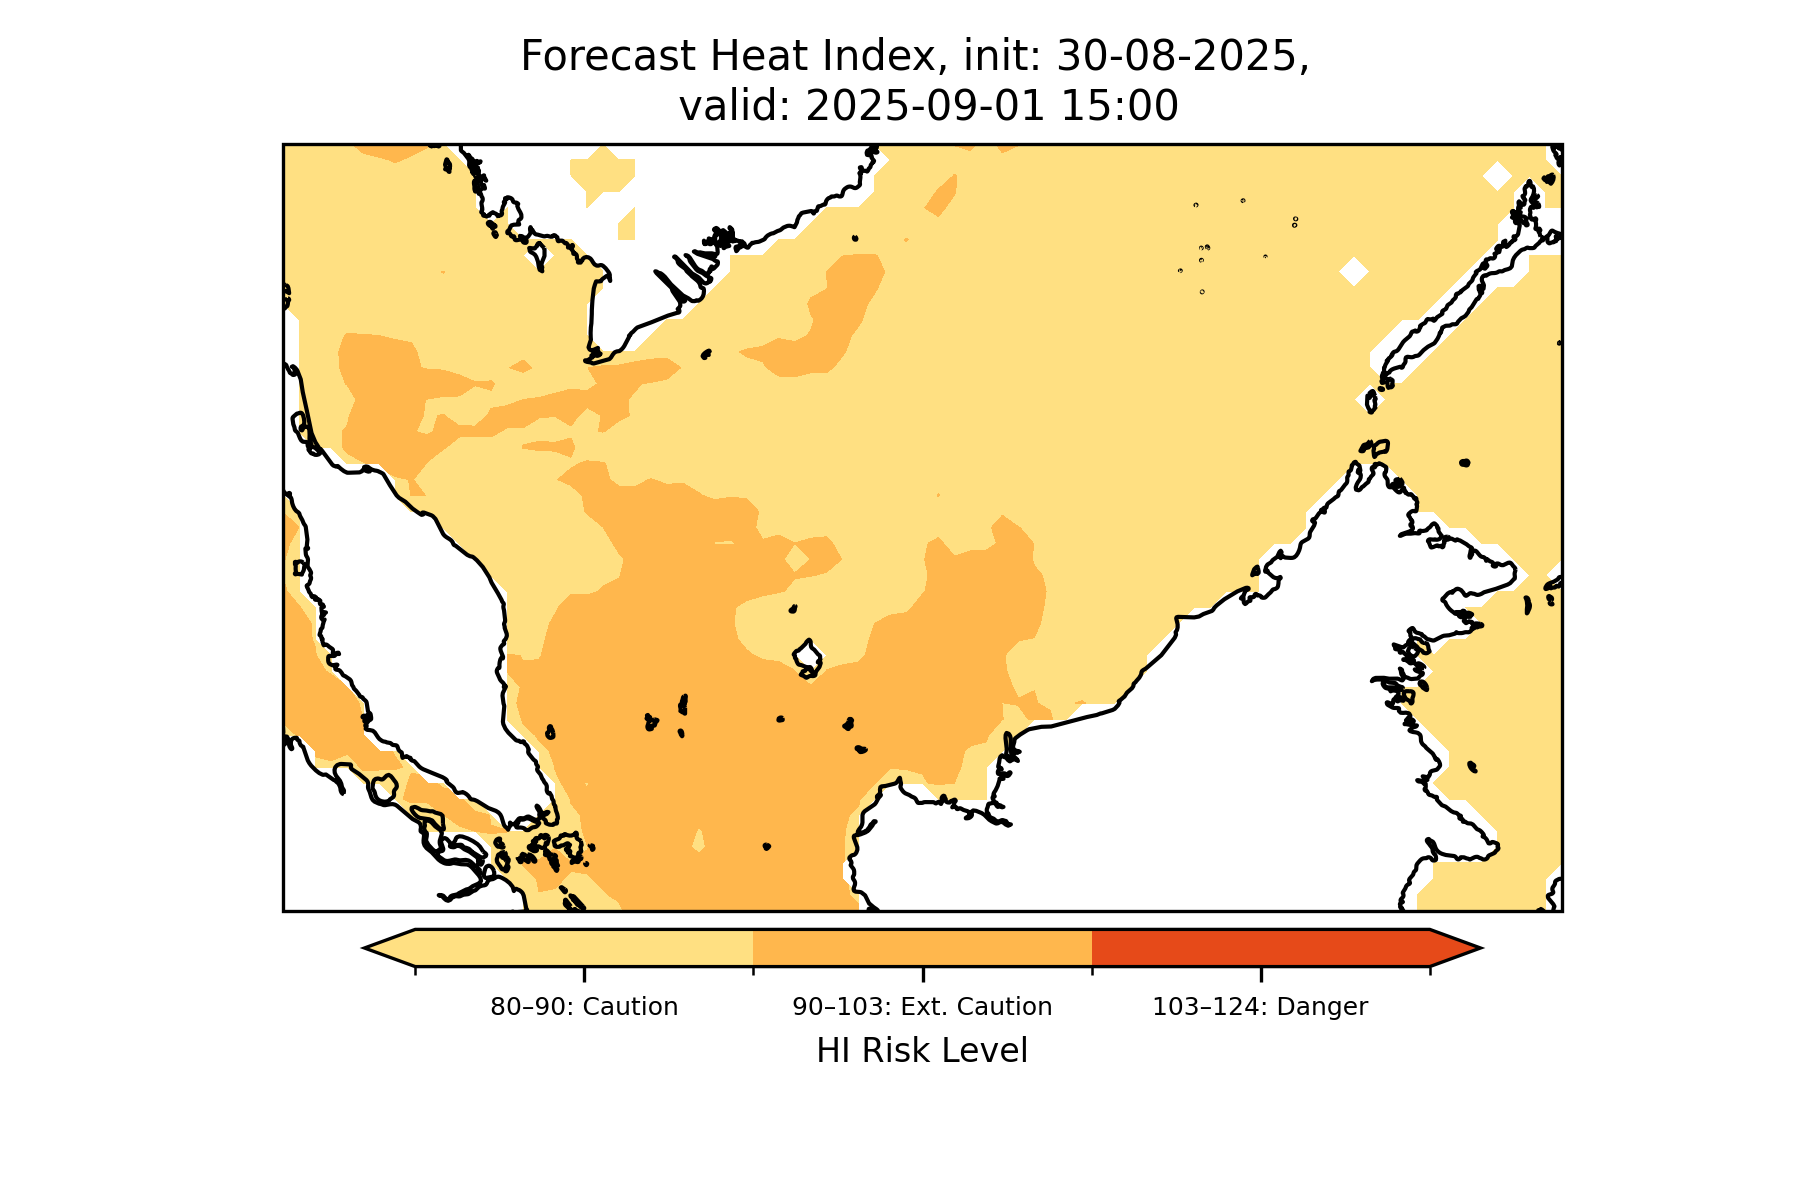 Forecast Heat Index, init: 30-08-2025,
valid: 2025-09-01 15:00
80–90: Caution
90–103: Ext. Caution
103–124: Danger
HI Risk Level